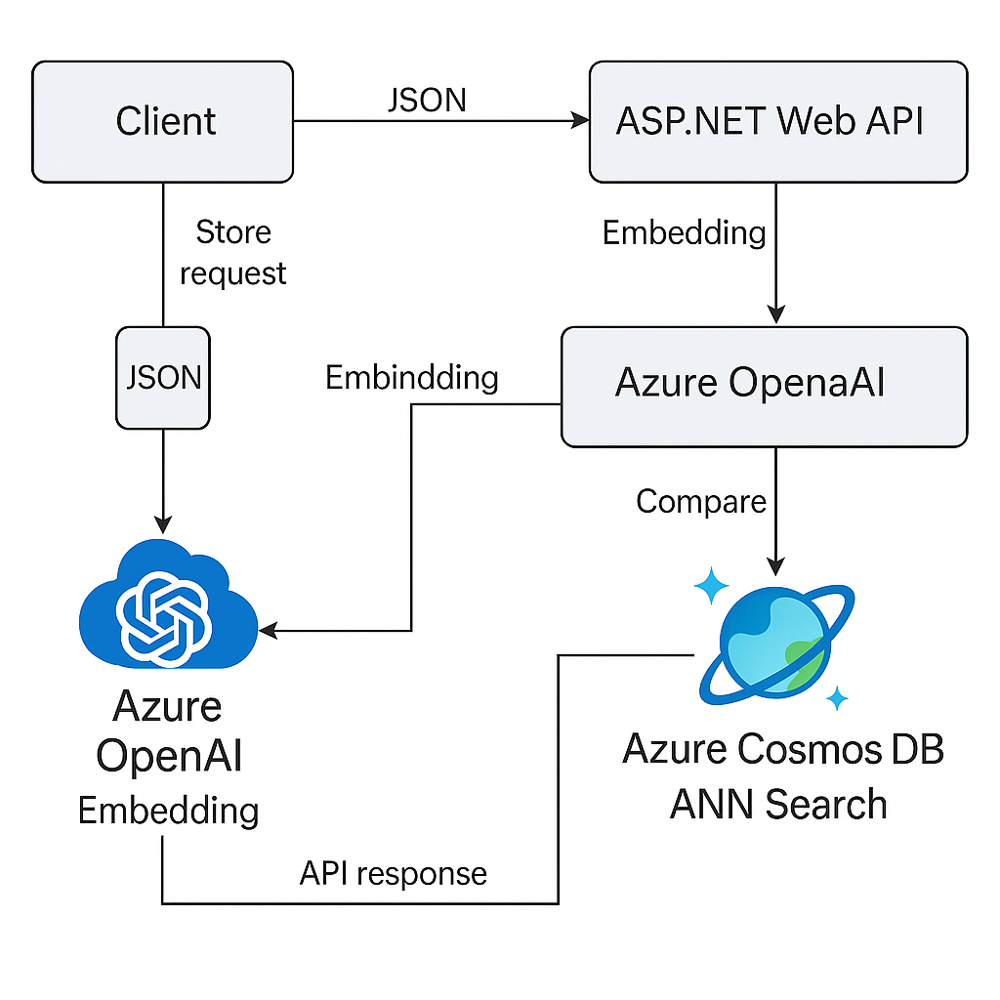 Client
JSON
ASP.NET Web API
Store
request
Embedding
JSON
Embindding
Azure OpenaAI
Compare
Azure
OpenAI
Embedding
Azure Cosmos DB
ANN Search
API response